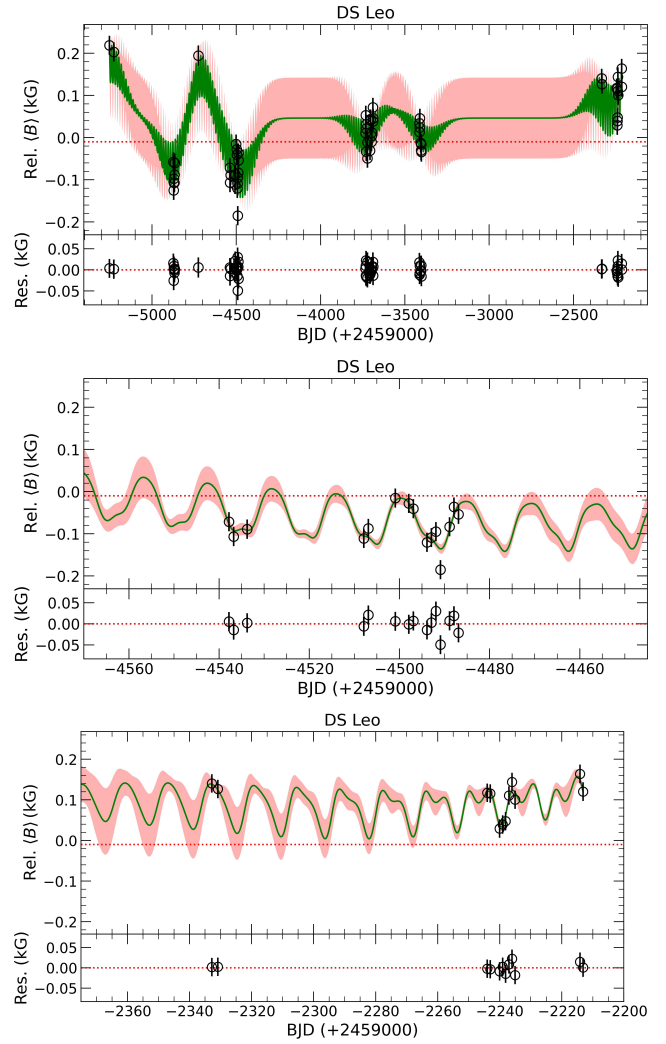 DS Leo
Rel. ⟨B⟩ (kG)
0.2
0.1
0.0
−0.1
−0.2
Res. (kG)
0.05
0.00
−0.05
−5000 −4500 −4000 −3500 −3000 −2500
BJD (+2459000)
DS Leo
Rel. ⟨B⟩ (kG)
0.2
0.1
0.0
−0.1
−0.2
Res. (kG)
0.05
0.00
−0.05
−4560 −4540 −4520 −4500 −4480 −4460
BJD (+2459000)
DS Leo
Rel. ⟨B⟩ (kG)
0.2
0.1
0.0
−0.1
−0.2
Res. (kG)
0.05
0.00
−0.05
−2360 −2340 −2320 −2300 −2280 −2260 −2240 −2220 −2200
BJD (+2459000)